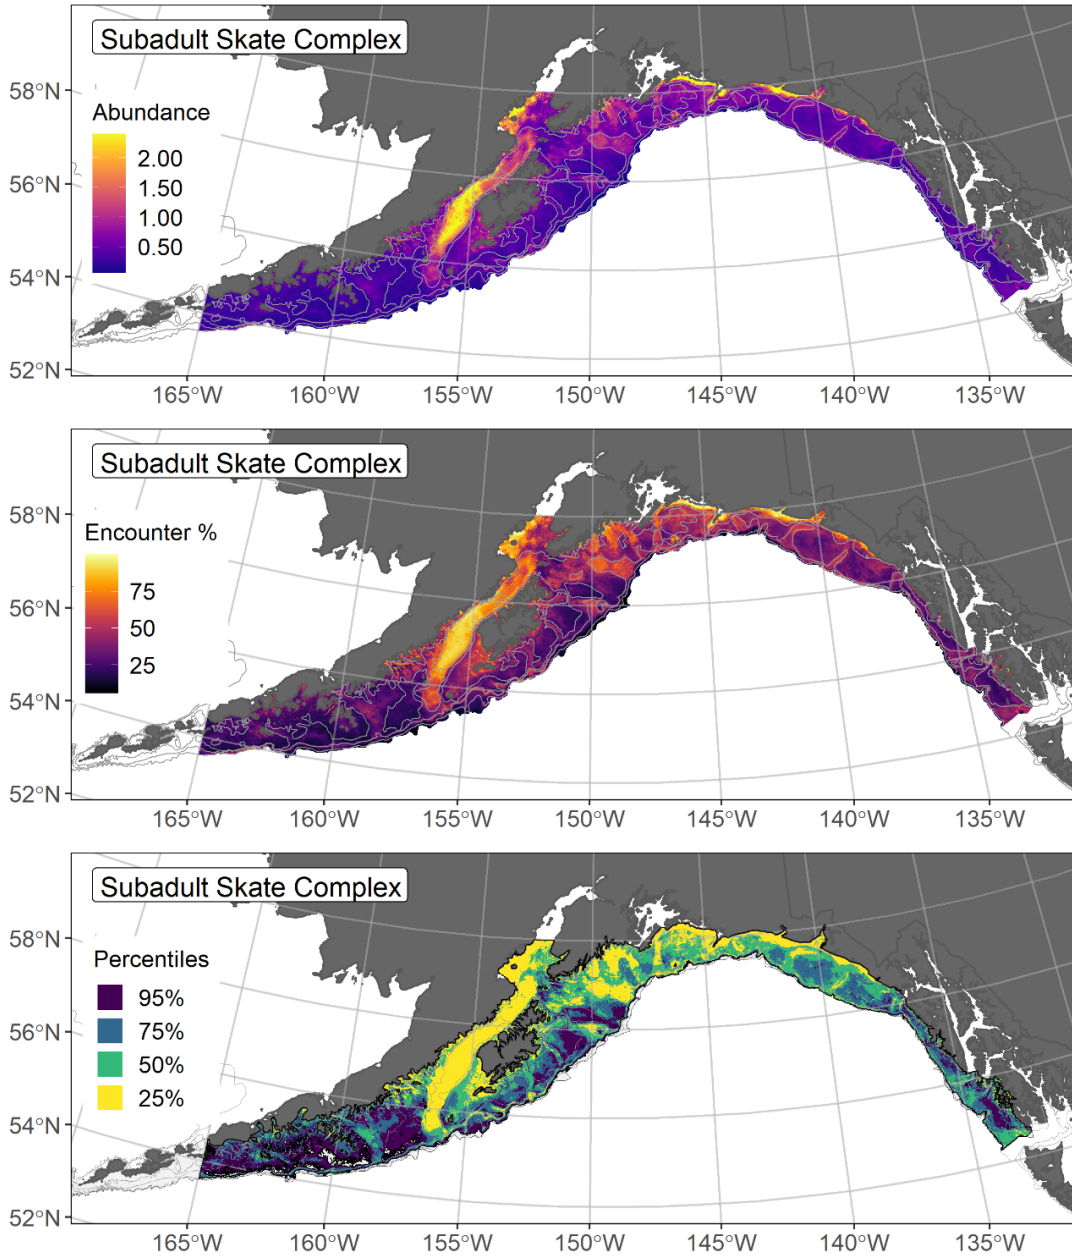 Subadult Skate Complex
58°N
56°N
54°N
52°N
Abundance
2.00
1.50
1.00
0.50
165°W 160°W 155°W 150°W 145°W 140°W 135°W
Subadult Skate Complex
58°N
56°N
54°N
52°N
Encounter %
75
50
25
165°W 160°W 155°W 150°W 145°W 140°W 135°W
Subadult Skate Complex
58°N
56°N
54°N
52°N
Percentiles
95%
75%
50%
25%
165°W 160°W 155°W 150°W 145°W 140°W 135°W